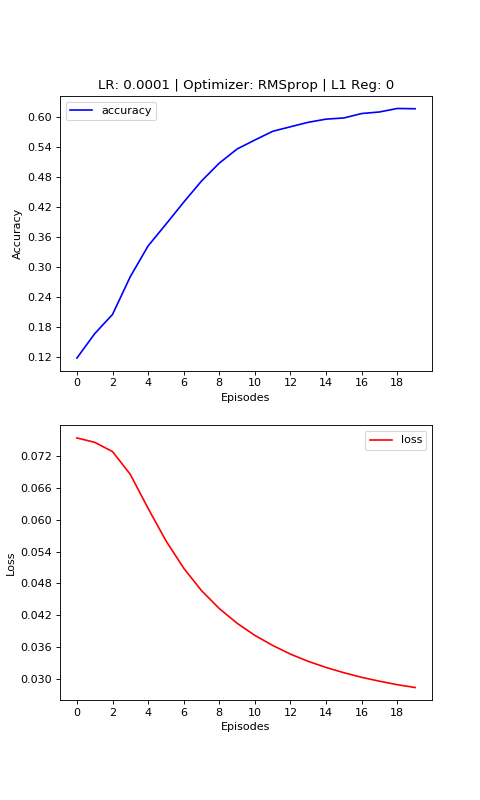 LR: 0.0001 | Optimizer: RMSprop | L1 Reg: 0
accuracy
0.60
0.54
0.48
0.42
0.36
0.30
0.24
0.18
0.12
Accuracy
0 2 4 6 8 10 12 14 16 18
Episodes
loss
0.072
0.066
0.060
0.054
0.048
0.042
0.036
0.030
Loss
0 2 4 6 8 10 12 14 16 18
Episodes